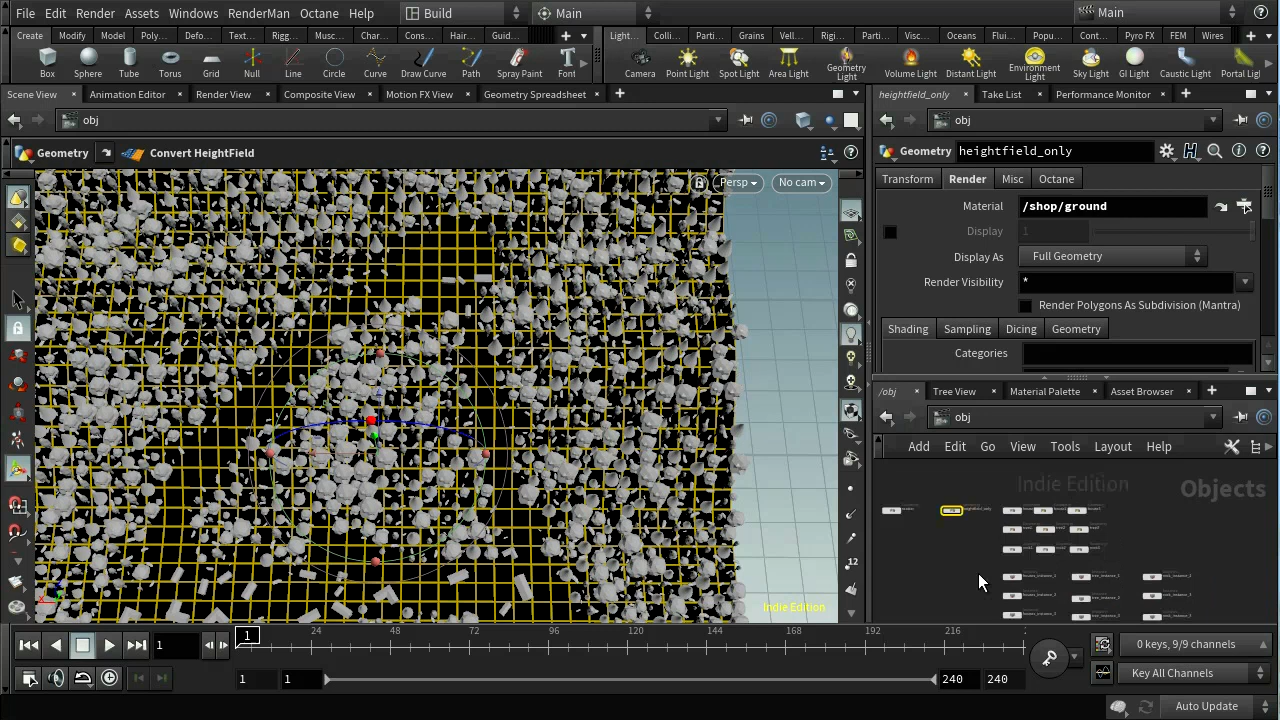 File Edit Render Assets Windows RenderMan Octane Help Build Main Main
Create Modify Model Poly... Defo... Text... Rigg... Musc... Char... Cons... Hair... Guid... Light... Colli... Parti... Grains Vell... Rigi... Parti... Visc... Oceans Flui... Popu... Cont... Pyro FX FEM Wires
Box Sphere Tube Torus Grid Null Line Circle Curve Draw Curve Path Spray Paint Font Camera Point Light Spot Light Area Light Geometry Light Volume Light Distant Light Environment Light Sky Light GI Light Caustic Light Portal Ligl
Scene View Animation Editor Render View Composite View Motion FX View Geometry Spreadsheet heightfield_only Take List Performance Monitor
obj obj
Geometry Convert HeightField Geometry heightfield_only
Persp No cam
Transform Render Misc Octane
Material /shop/ground
Display 1
Display As Full Geometry
Render Visibility *
Render Polygons As Subdivision (Mantra)
Shading Sampling Dicing Geometry
Categories
/obj Tree View Material Palette Asset Browser
obj
Add Edit Go View Tools Layout Help
Indie Edition Objects
Indie Edition
12
1 1 24 48 72 96 120 144 168 192 216 0 keys, 9/9 channels
1 1 240 240 Key All Channels
Auto Update